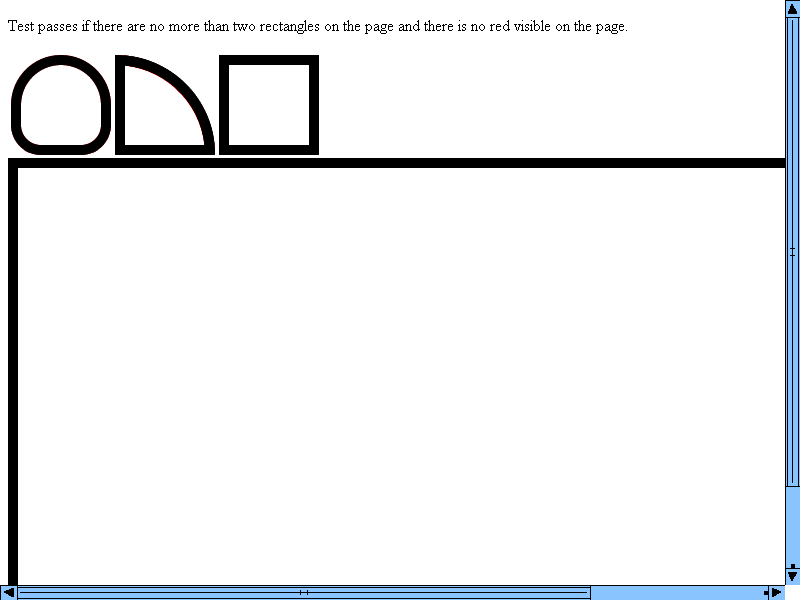 Test passes if there are no more than two rectangles on the page and there is no red visible on the page.